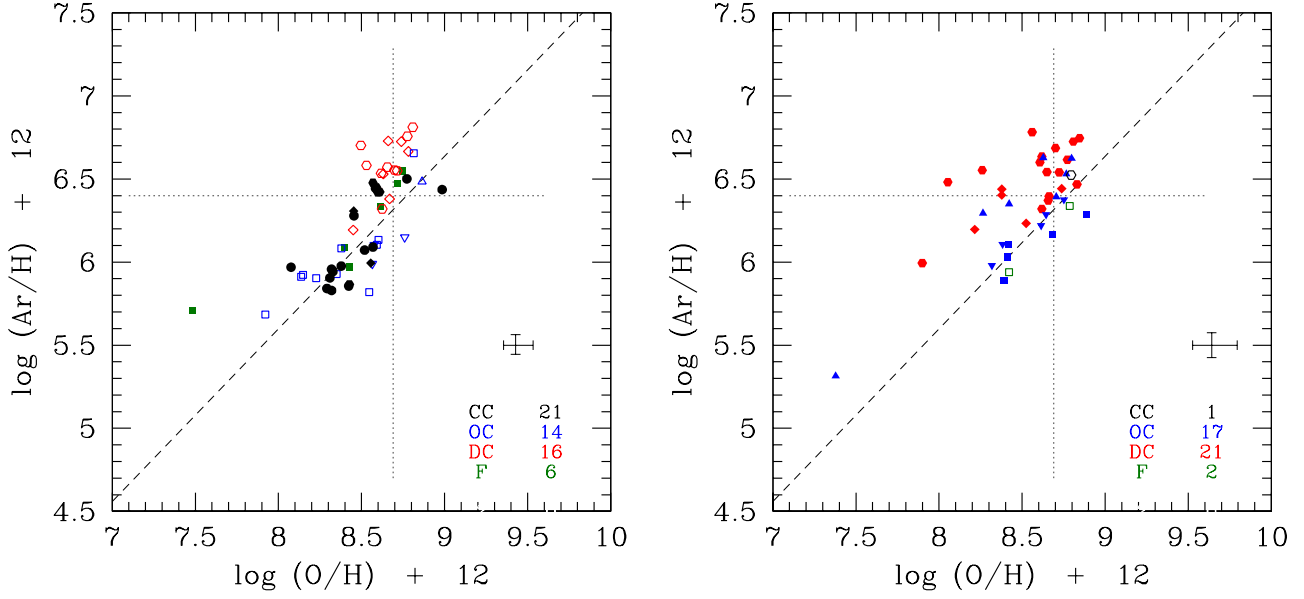 7.5
7
6.5
6
5.5
5
4.5
log (Ar/H) + 12
CC 21
OC 14
DC 16
F 6
7 7.5 8 8.5 9 9.5 10
log (O/H) + 12
7.5
7
6.5
6
5.5
5
4.5
log (Ar/H) + 12
CC 1
OC 17
DC 21
F 2
7 7.5 8 8.5 9 9.5 10
log (O/H) + 12